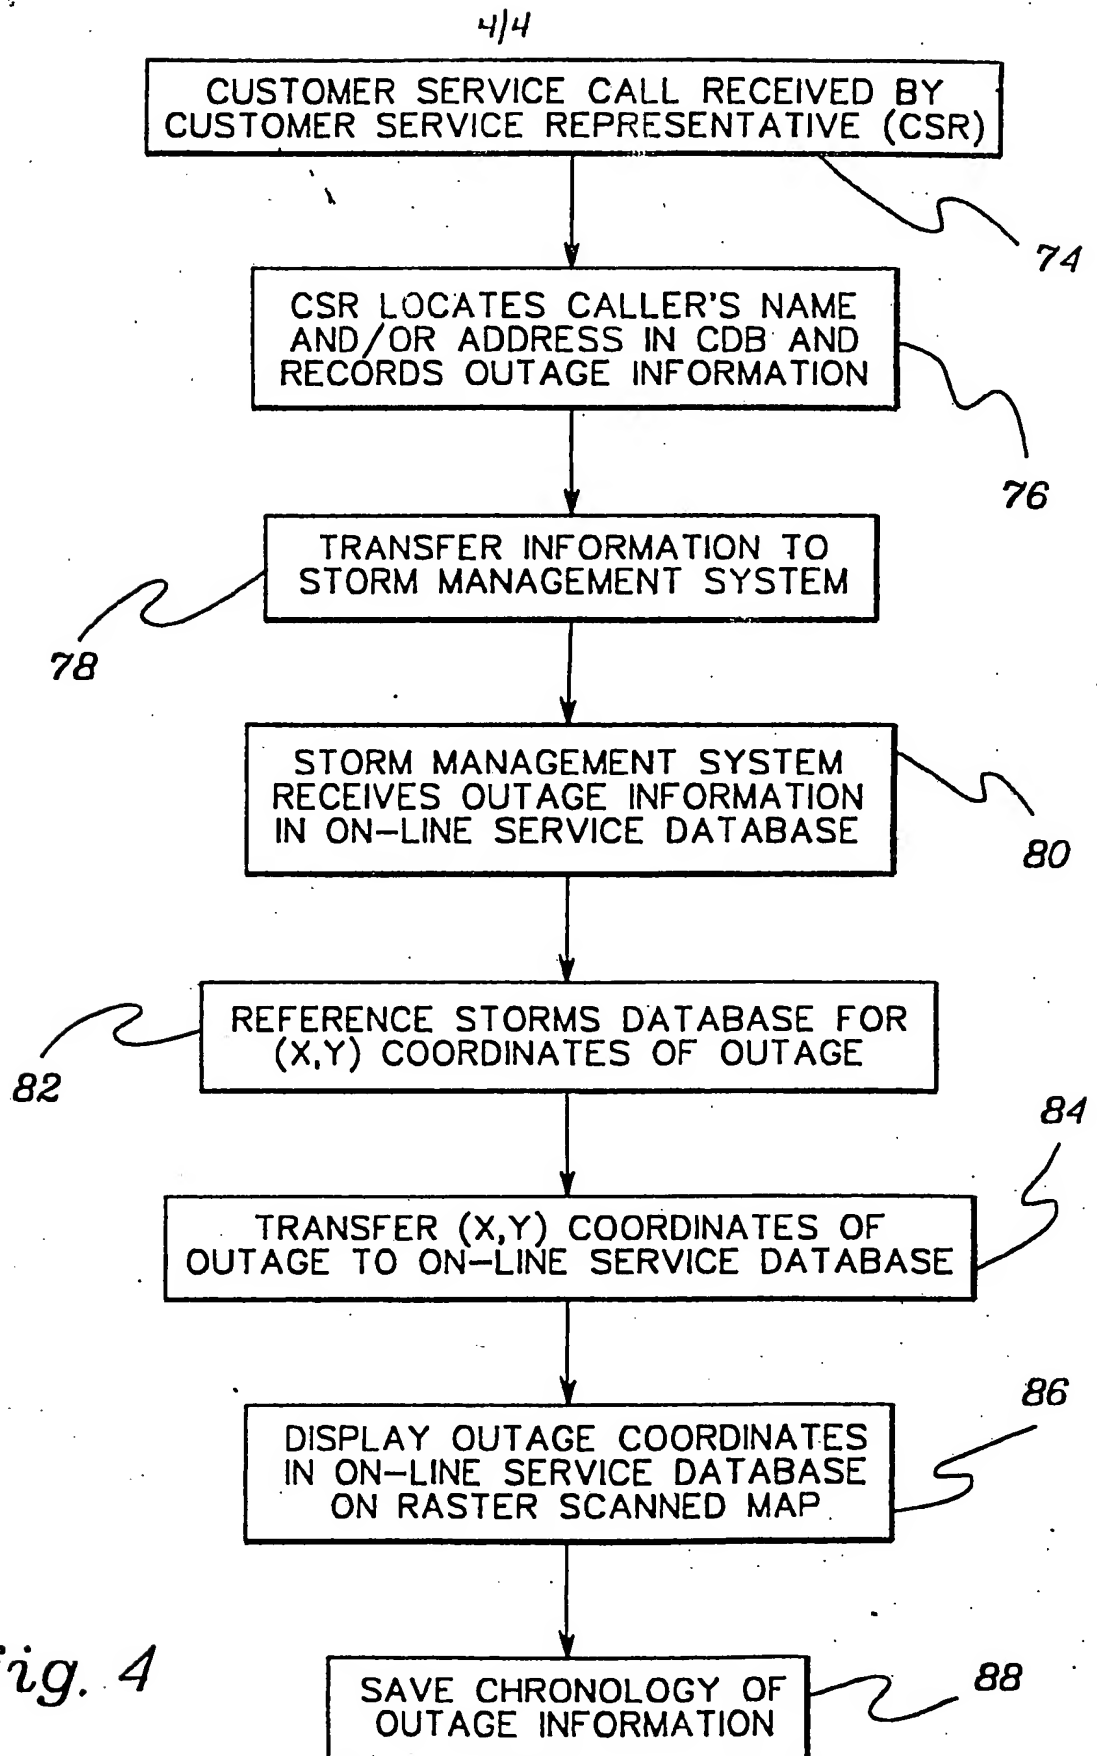 4/4
CUSTOMER SERVICE CALL RECEIVED BY
CUSTOMER SERVICE REPRESENTATIVE (CSR)
74
CSR LOCATES CALLER'S NAME
AND/OR ADDRESS IN CDB AND
RECORDS OUTAGE INFORMATION
76
TRANSFER INFORMATION TO
STORM MANAGEMENT SYSTEM
78
STORM MANAGEMENT SYSTEM
RECEIVES OUTAGE INFORMATION
IN ON-LINE SERVICE DATABASE
80
REFERENCE STORMS DATABASE FOR
(X,Y) COORDINATES OF OUTAGE
82
84
TRANSFER (X,Y) COORDINATES OF
OUTAGE TO ON-LINE SERVICE DATABASE
86
DISPLAY OUTAGE COORDINATES
IN ON-LINE SERVICE DATABASE
ON RASTER SCANNED MAP
88
SAVE CHRONOLOGY OF
OUTAGE INFORMATION
ig. 4